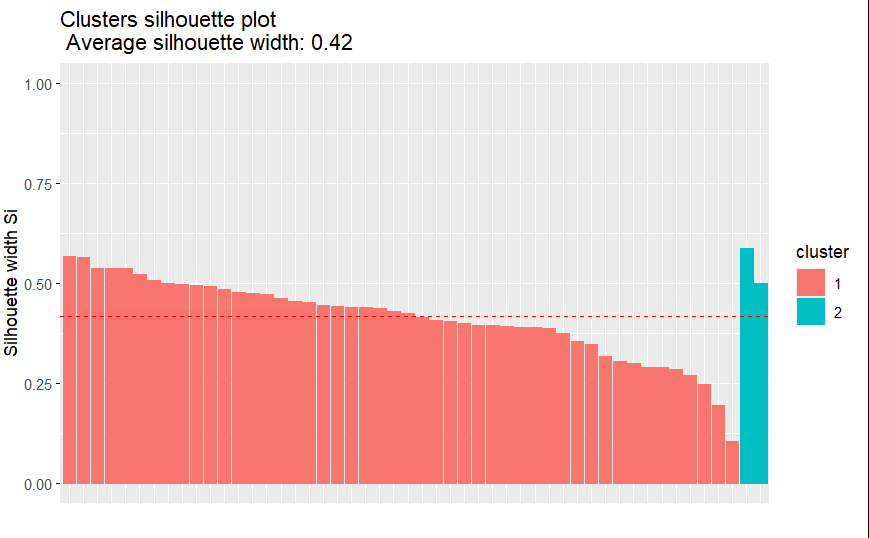 Clusters silhouette plot
Average silhouette width: 0.42
Silhouette width Si
1.00
0.75
0.50
0.25
0.00
cluster
1
2